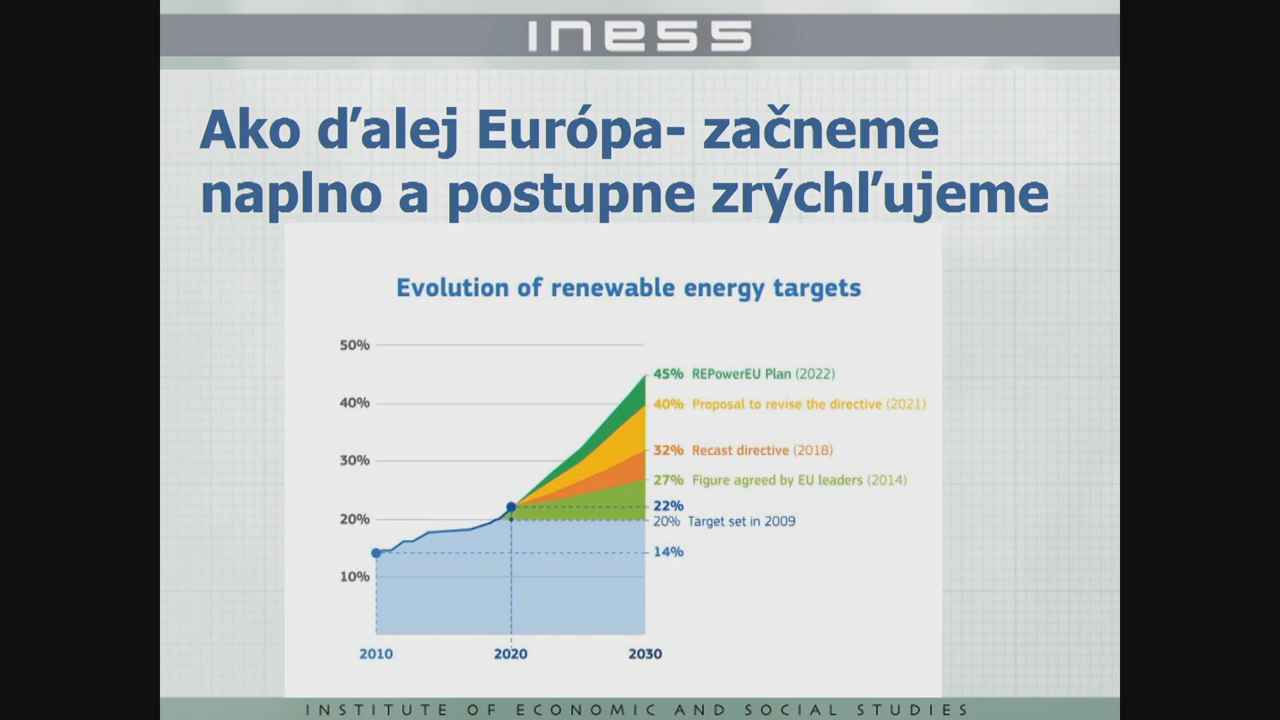 INESS
Ako ďalej Európa- začneme
naplno a postupne zrýchľujeme
Evolution of renewable energy targets
50%
40%
30%
20%
10%
45% REPowerEU Plan (2022)
40% Proposal to revise the directive (2021)
32% Recast directive (2018)
27% Figure agreed by EU leaders (2014)
22%
20% Target set in 2009
14%
2010 2020 2030
INSTITUTE OF ECONOMIC AND SOCIAL STUDIES